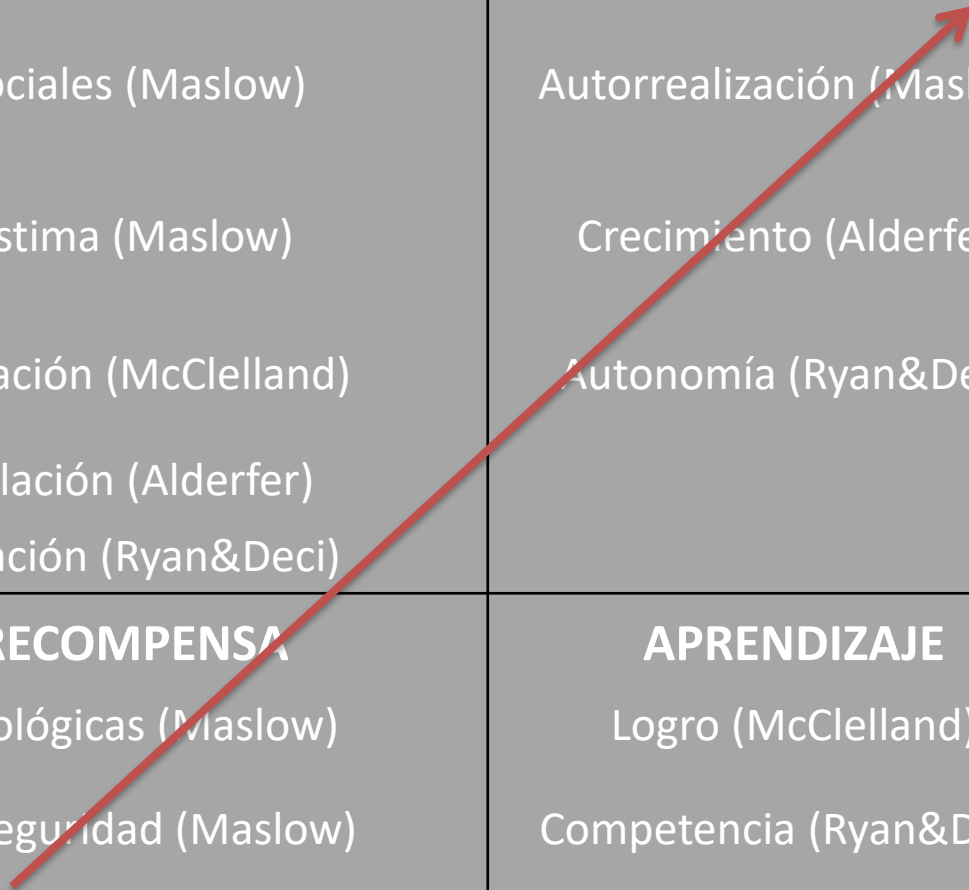 ociales (Maslow)
stima (Maslow)
ación (McClelland)
lación (Alderfer)
ación (Ryan&Deci)
Autorrealización (Masl
Crecimiento (Alderfe
Autonomía (Ryan&De
RECOMPENSA
ológicas (Maslow)
eguridad (Maslow)
APRENDIZAJE
Logro (McClelland)
Competencia (Ryan&D